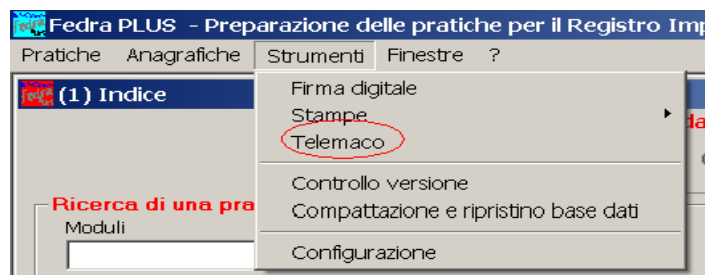 Fedra PLUS - Preparazione delle pratiche per il Registro Imp
Pratiche Anagrafiche Strumenti Finestre ?
(1) Indice
Firma digitale
Stampe
Telemaco
Controllo versione
Compattazione e ripristino base dati
Configurazione
Ricerca di una pra
Moduli